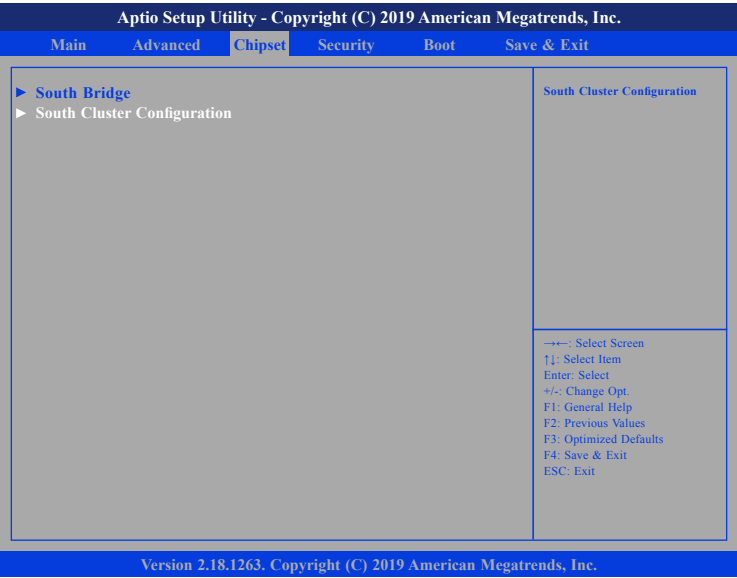 Aptio Setup Utility - Copyright (C) 2019 American Megatrends, Inc.
Main Advanced Chipset Security Boot Save & Exit
► South Bridge
► South Cluster Configuration
South Cluster Configuration
→←: Select Screen
↑↓: Select Item
Enter: Select
+/-: Change Opt.
F1: General Help
F2: Previous Values
F3: Optimized Defaults
F4: Save & Exit
ESC: Exit
Version 2.18.1263. Copyright (C) 2019 American Megatrends, Inc.